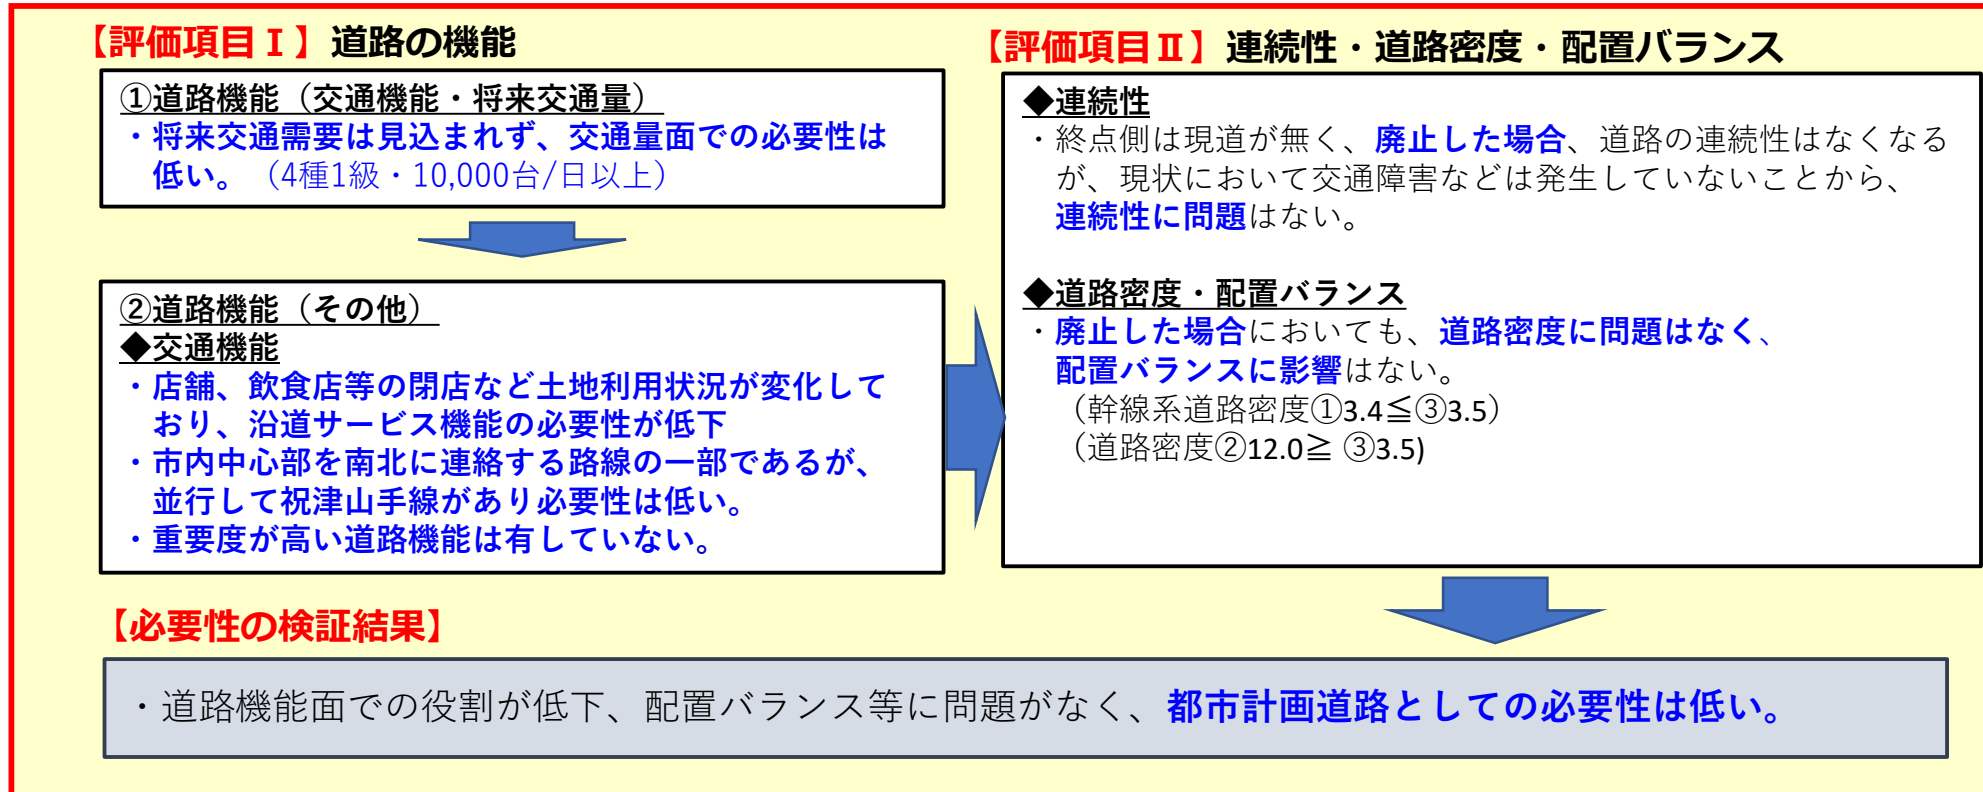 【評価項目Ⅰ】道路の機能
①道路機能（交通機能・将来交通量）
・将来交通需要は見込まれず、交通量面での必要性は
低い。（4種1級・10,000台/日以上）
②道路機能（その他）
◆交通機能
・店舗、飲食店等の閉店など土地利用状況が変化して
おり、沿道サービス機能の必要性が低下
・市内中心部を南北に連絡する路線の一部であるが、
並行して祝津山手線があり必要性は低い。
・重要度が高い道路機能は有していない。
【評価項目Ⅱ】連続性・道路密度・配置バランス
◆連続性
・終点側は現道が無く、廃止した場合、道路の連続性はなくなる
が、現状において交通障害などは発生していないことから、
連続性に問題はない。
◆道路密度・配置バランス
・廃止した場合においても、道路密度に問題はなく、
配置バランスに影響はない。
（幹線系道路密度①3.4≦③3.5）
（道路密度②12.0≧ ③3.5)
【必要性の検証結果】
・道路機能面での役割が低下、配置バランス等に問題がなく、都市計画道路としての必要性は低い。